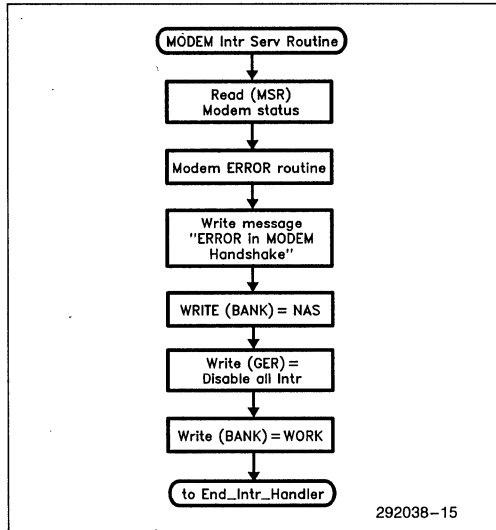 MODEM Intr Serv Routine
Read (MSR)
Modem status
Modem ERROR routine
Write message
"ERROR in MODEM
Handshake"
WRITE (BANK) = NAS
Write (GER) =
Disable all Intr
Write (BANK) = WORK
to End_Intr_Handler
292038-15